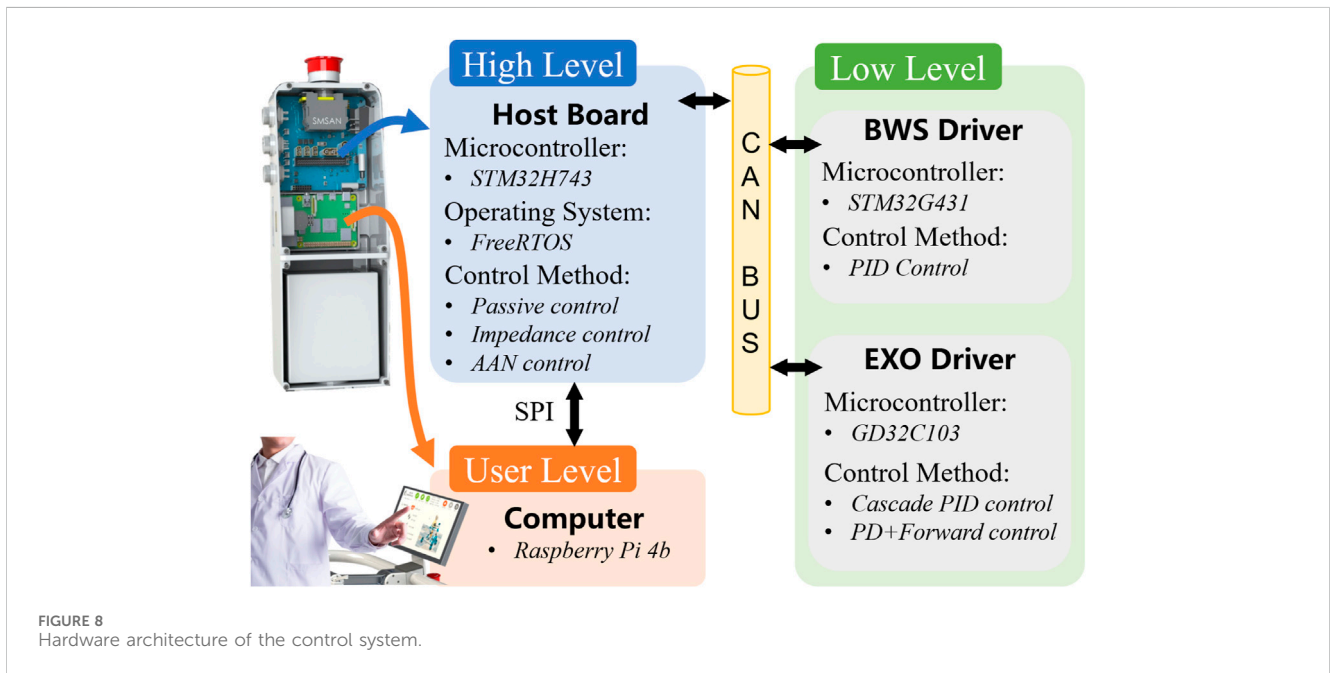 SMSAN
High Level
Host Board
Microcontroller:
• STM32H743
Operating System:
• FreeRTOS
Control Method:
• Passive control
• Impedance control
• AAN control
SPI
User Level
Computer
• Raspberry Pi 4b
CAN BUS
Low Level
BWS Driver
Microcontroller:
• STM32G431
Control Method:
• PID Control
EXO Driver
Microcontroller:
• GD32C103
Control Method:
• Cascade PID control
• PD+Forward control
FIGURE 8
Hardware architecture of the control system.